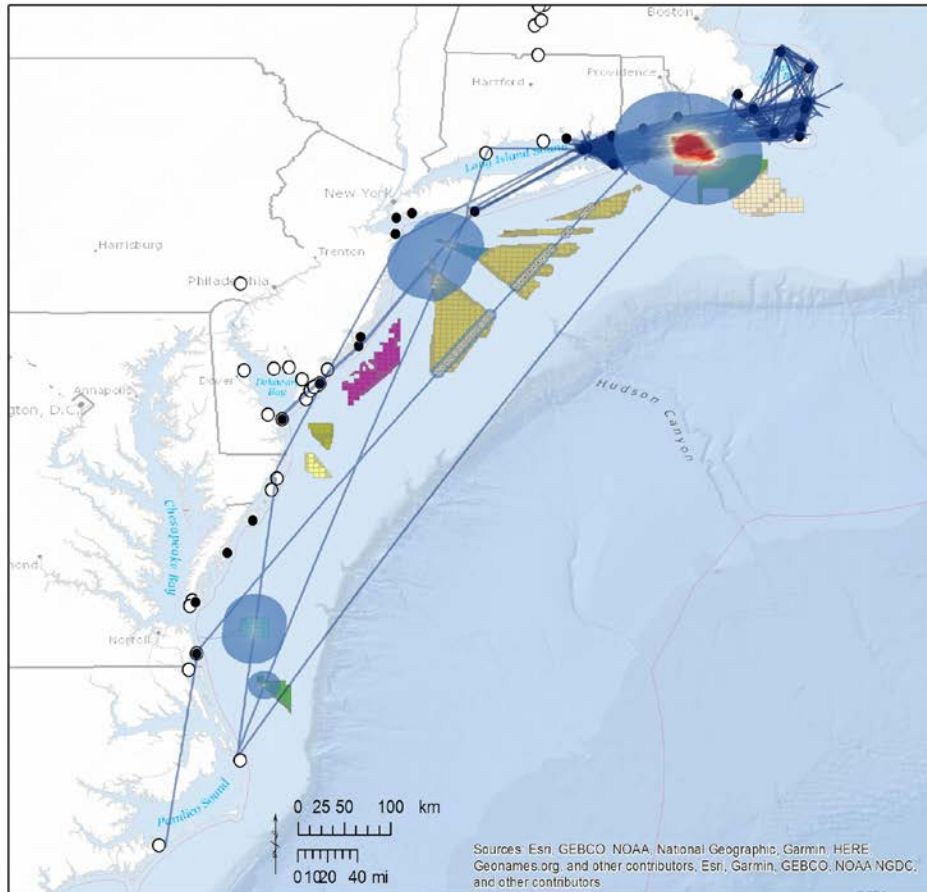 Boston
Hartford
Providence
Long Island Sound
New York
Harrisburg
Trenton
Philadelphia
Hudson Canyon
Annapolis
Dover
Delaware Bay
gton, D.C.
Chesapeake Bay
mond
Norfolk
Pamlico Sound
0 25 50 100 km
0 10 20 40 mi
Sources: Esri, GEBCO, NOAA, National Geographic, Garmin, HERE,
Geonames.org, and other contributors, Esri, Garmin, GEBCO, NOAA NGDC,
and other contributors